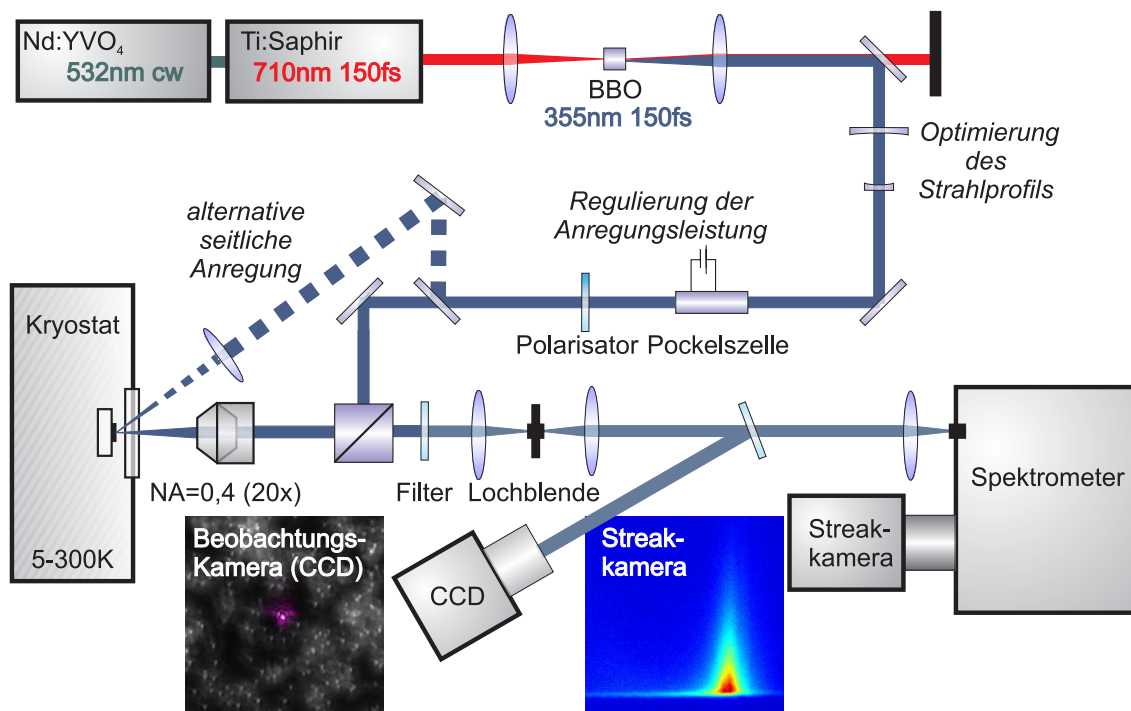 Nd:YVO4
532nm cw
Ti:Saphir
710nm 150fs
BBO
355nm 150fs
Optimierung
des
Strahlprofils
alternative
seitliche
Anregung
Regulierung der
Anregungsleistung
Kryostat
Polarisator
Pockelszelle
NA=0,4 (20x)
Filter
Lochblende
Spektrometer
5-300K
Beobachtungs-
Kamera (CCD)
CCD
Streak-
kamera
Streak-
kamera